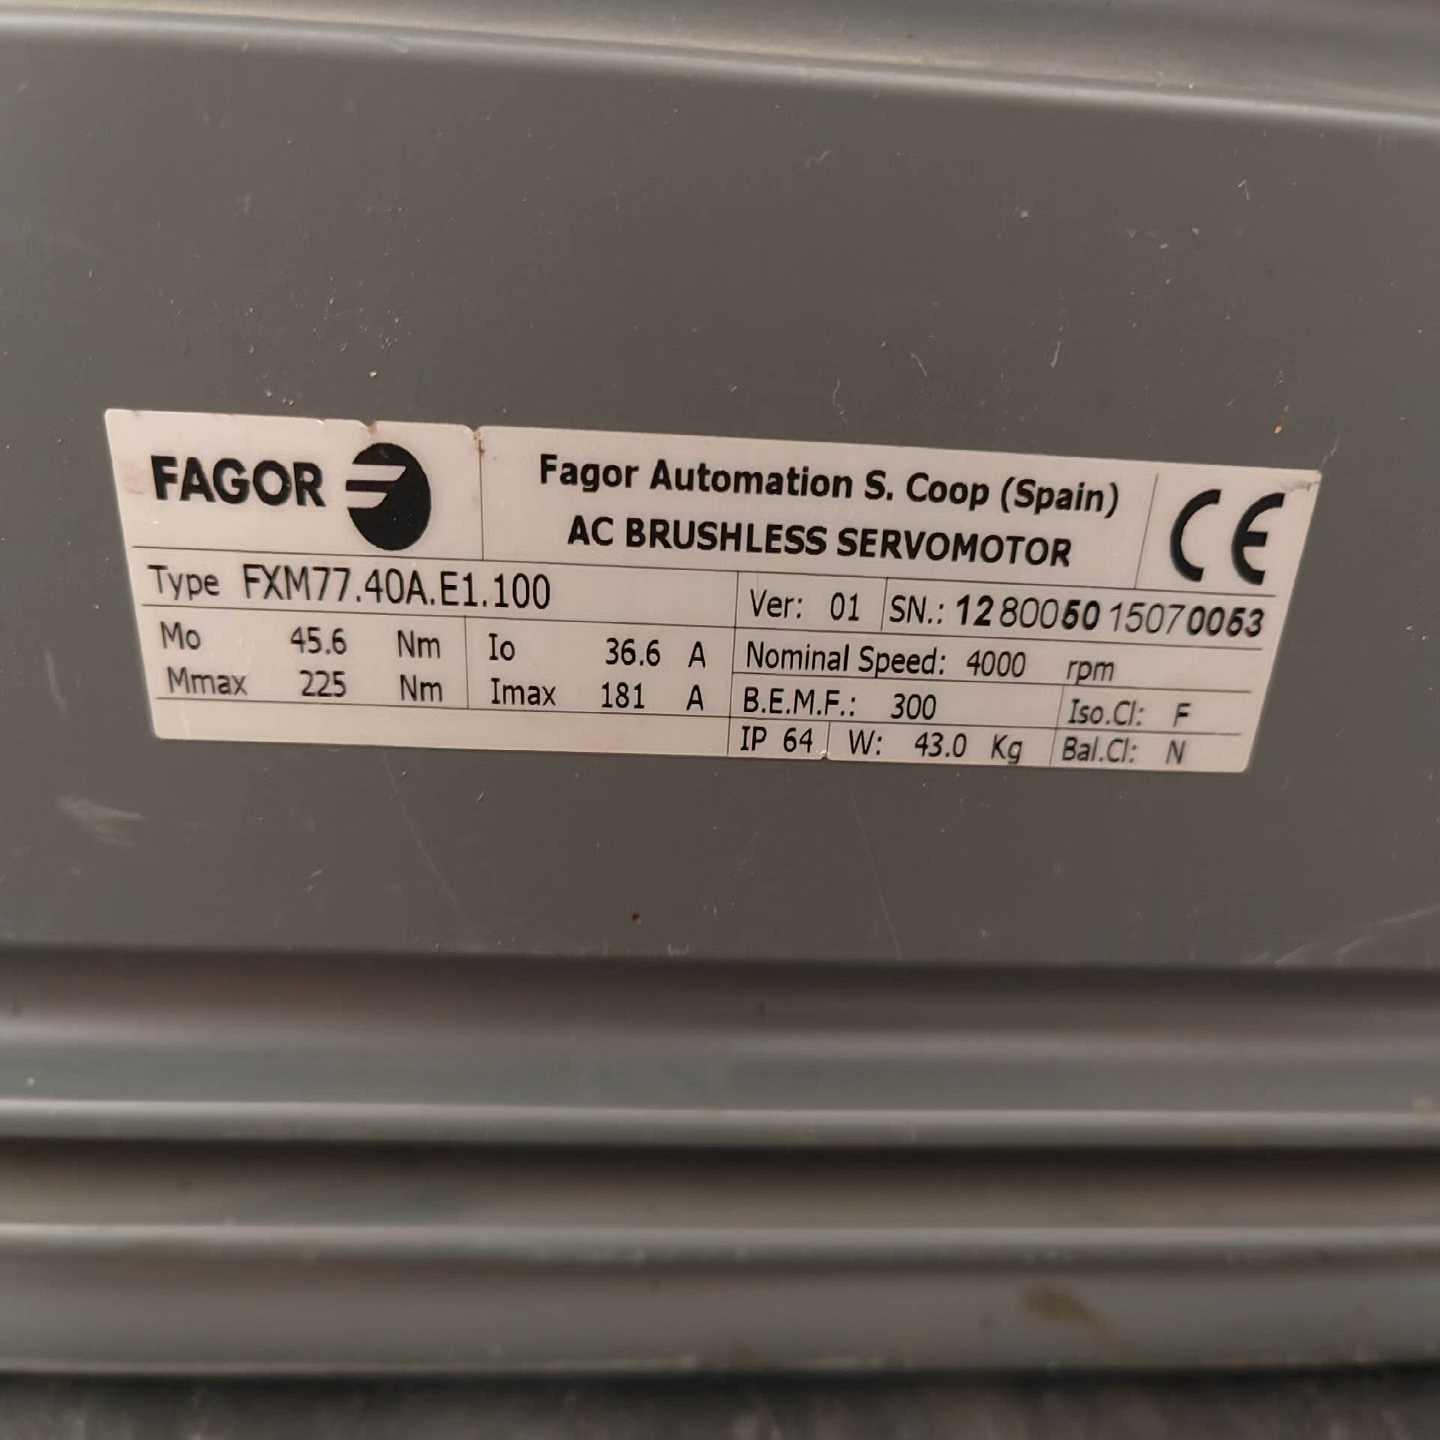 FAGOR
Fagor Automation S. Coop (Spain)
AC BRUSHLESS SERVOMOTOR
CE
Type FXM77.40A.E1.100
Ver: 01 SN.: 128005015070053
Mo 45.6 Nm Io 36.6 A Nominal Speed: 4000 rpm
Mmax 225 Nm Imax 181 A B.E.M.F.: 300 Iso.Cl: F
IP 64 W: 43.0 Kg Bal.Cl: N